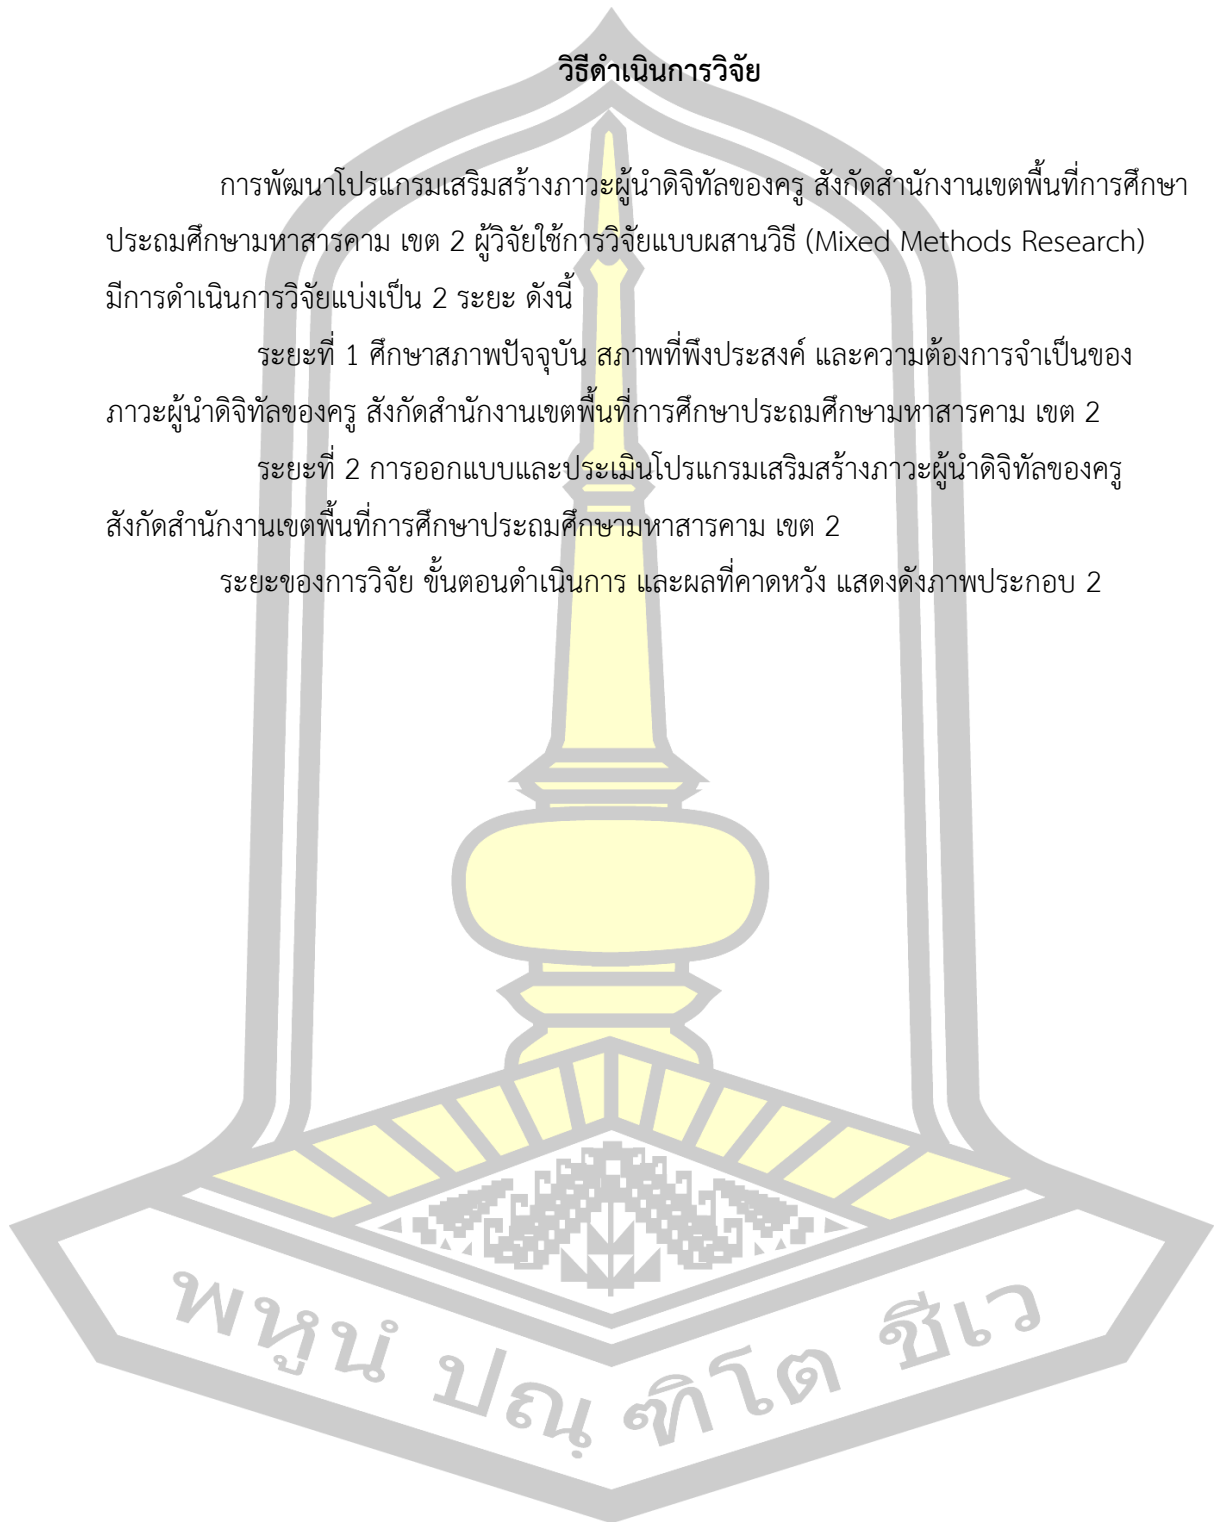 วิธีดำเนินการวิจัย
การพัฒนาโปรแกรมเสริมสร้างภาวะผู้นำดิจิทัลของครู สังกัดสำนักงานเขตพื้นที่การศึกษา
ประถมศึกษามหาสารคาม เขต 2 ผู้วิจัยใช้การวิจัยแบบผสานวิธี (Mixed Methods Research)
มีการดำเนินการวิจัยแบ่งเป็น 2 ระยะ ดังนี้
ระยะที่ 1 ศึกษาสภาพปัจจุบัน สภาพที่พึงประสงค์ และความต้องการจำเป็นของ
ภาวะผู้นำดิจิทัลของครู สังกัดสำนักงานเขตพื้นที่การศึกษาประถมศึกษามหาสารคาม เขต 2
ระยะที่ 2 การออกแบบและประเมินโปรแกรมเสริมสร้างภาวะผู้นำดิจิทัลของครู
สังกัดสำนักงานเขตพื้นที่การศึกษาประถมศึกษามหาสารคาม เขต 2
ระยะของการวิจัย ขั้นตอนดำเนินการ และผลที่คาดหวัง แสดงดังภาพประกอบ 2
พหูนํ ปณฺ ฑิโต ชีเว